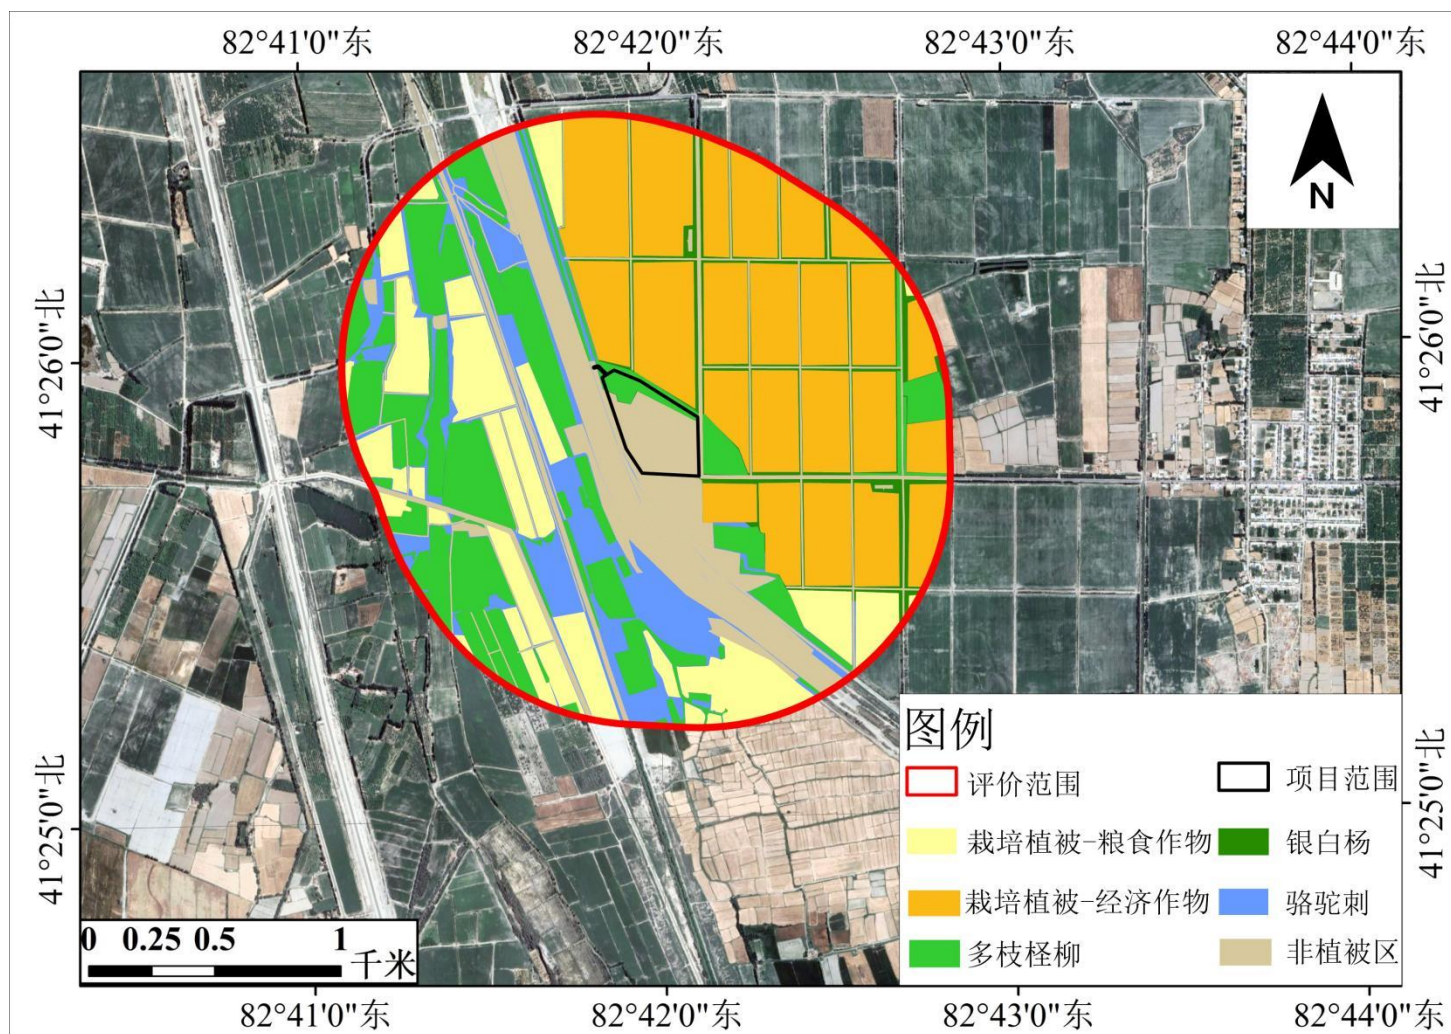 82°41'0"东
82°42'0"东
82°43'0"东
82°44'0"东
N
41°26'0"北
41°26'0"北
41°25'0"北
41°25'0"北
图例
评价范围
项目范围
栽培植被-粮食作物
银白杨
栽培植被-经济作物
骆驼刺
多枝柽柳
非植被区
0 0.25 0.5 1
千米
82°41'0"东
82°42'0"东
82°43'0"东
82°44'0"东